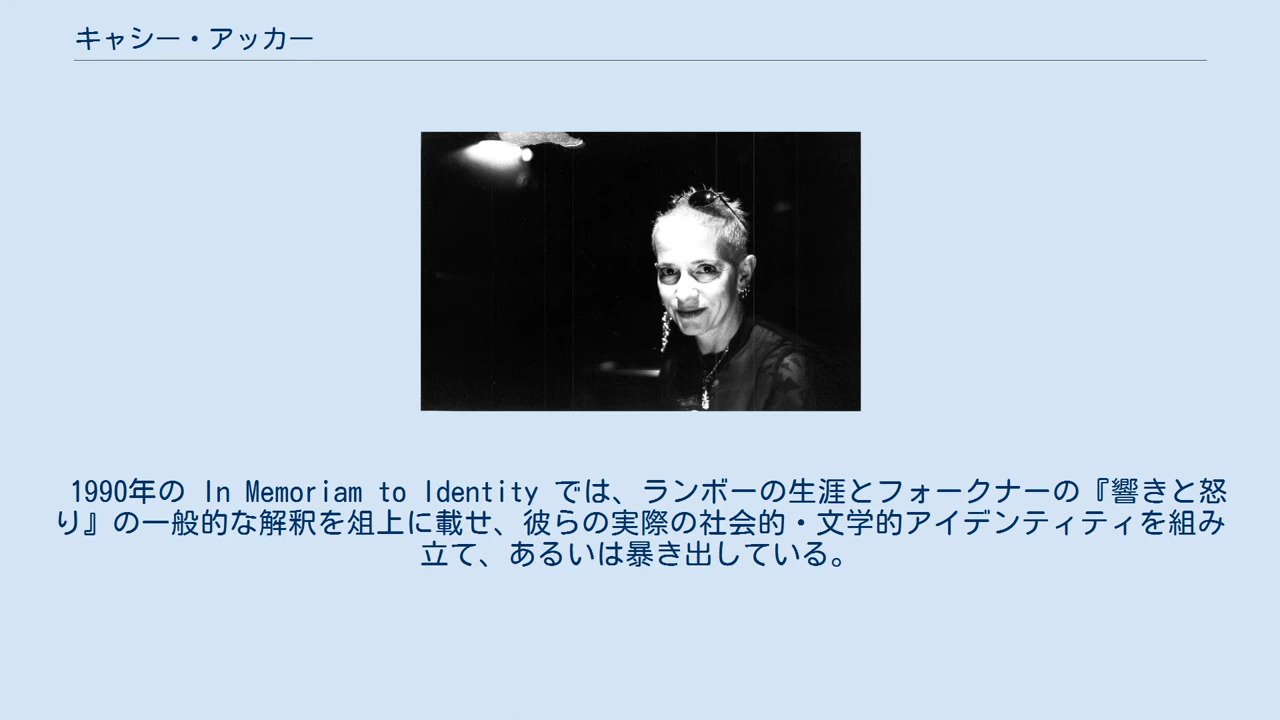 キャシー・アッカー
1990年の In Memoriam to Identity では、ランボーの生涯とフォークナーの『響きと怒
り』の一般的な解釈を俎上に載せ、彼らの実際の社会的・文学的アイデンティティを組み
立て、あるいは暴き出している。